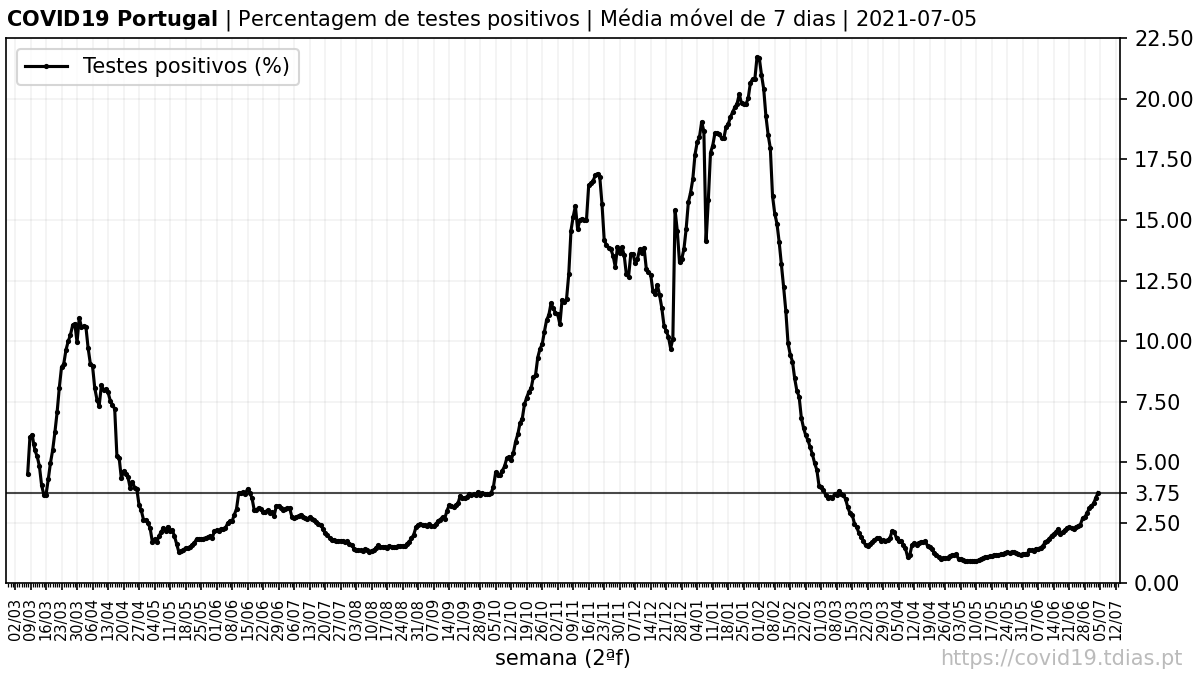 COVID19 Portugal | Percentagem de testes positivos | Média móvel de 7 dias | 2021-07-05
Testes positivos (%)
22.50
20.00
17.50
15.00
12.50
10.00
7.50
5.00
3.75
2.50
0.00
02/03 09/03 16/03 23/03 30/03 06/04 13/04 20/04 27/04 04/05 11/05 18/05 25/05 01/06 08/06 15/06 22/06 29/06 06/07 13/07 20/07 27/07 03/08 10/08 17/08 24/08 31/08 07/09 14/09 21/09 28/09 05/10 12/10 19/10 26/10 02/11 09/11 16/11 23/11 30/11 07/12 14/12 21/12 28/12 04/01 11/01 18/01 25/01 01/02 08/02 15/02 22/02 01/03 08/03 15/03 22/03 29/03 05/04 12/04 19/04 26/04 03/05 10/05 17/05 24/05 31/05 07/06 14/06 21/06 28/06 05/07 12/07
semana (2ªf)
https://covid19.tdias.pt